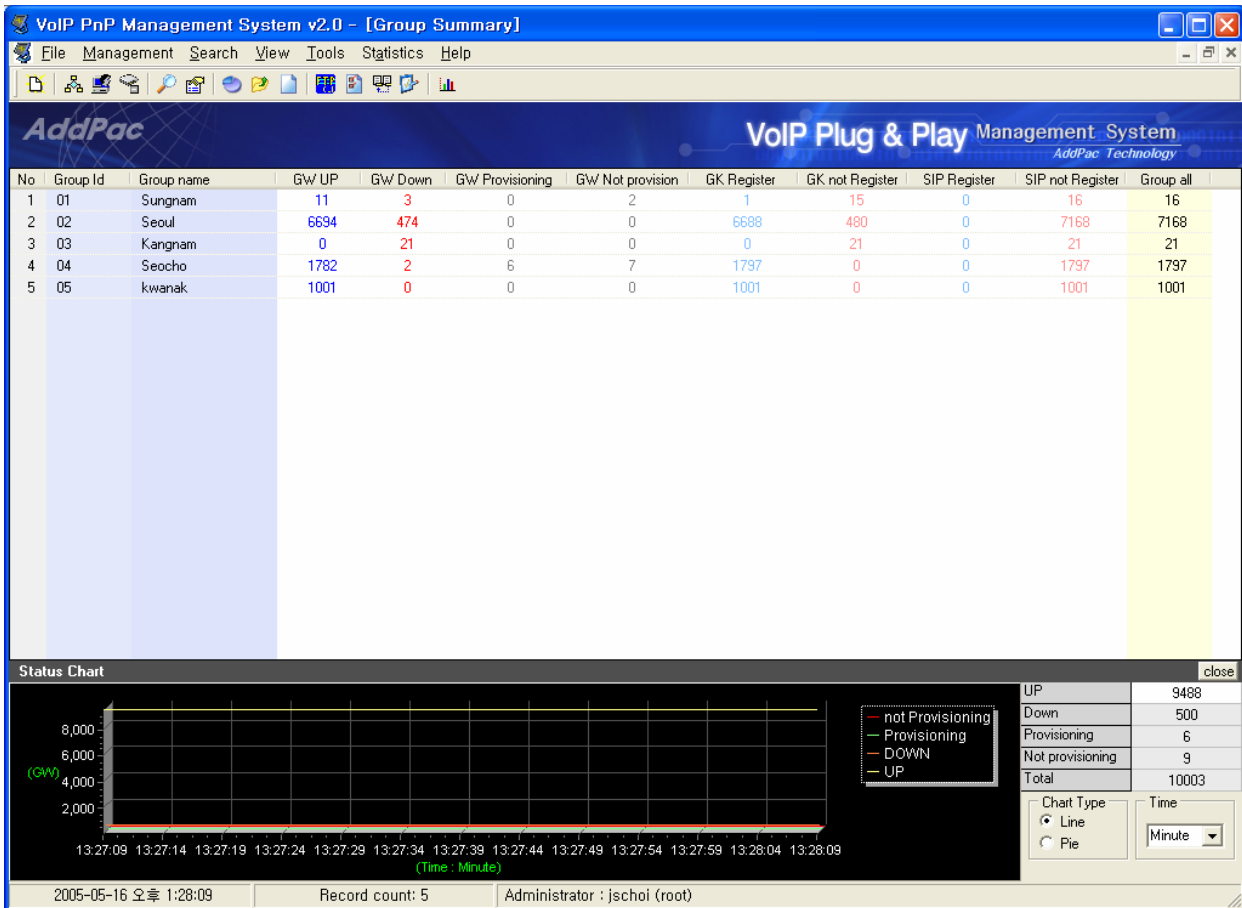 VoIP PnP Management System v2.0 - [Group Summary]
File Management Search View Tools Statistics Help
AddPac
VoIP Plug & Play Management System
AddPac Technology
No Group Id Group name GW UP GW Down GW Provisioning GW Not provision GK Register GK not Register SIP Register SIP not Register Group all
1 01 Sungnam 11 3 0 2 1 15 0 16 16
2 02 Seoul 6694 474 0 0 6688 480 0 7168 7168
3 03 Kangnam 0 21 0 0 0 21 0 21 21
4 04 Seocho 1782 2 6 7 1797 0 0 1797 1797
5 05 kwanak 1001 0 0 0 1001 0 0 1001 1001
Status Chart close
8,000
6,000
(GW)
4,000
2,000
13:27:09 13:27:14 13:27:19 13:27:24 13:27:29 13:27:34 13:27:39 13:27:44 13:27:49 13:27:54 13:27:59 13:28:04 13:28:09
(Time : Minute)
not Provisioning
Provisioning
DOWN
UP
UP 9488
Down 500
Provisioning 6
Not provisioning 9
Total 10003
Chart Type
Line
Pie
Time
Minute
2005-05-16 오후 1:28:09 Record count: 5 Administrator : jschoi (root)